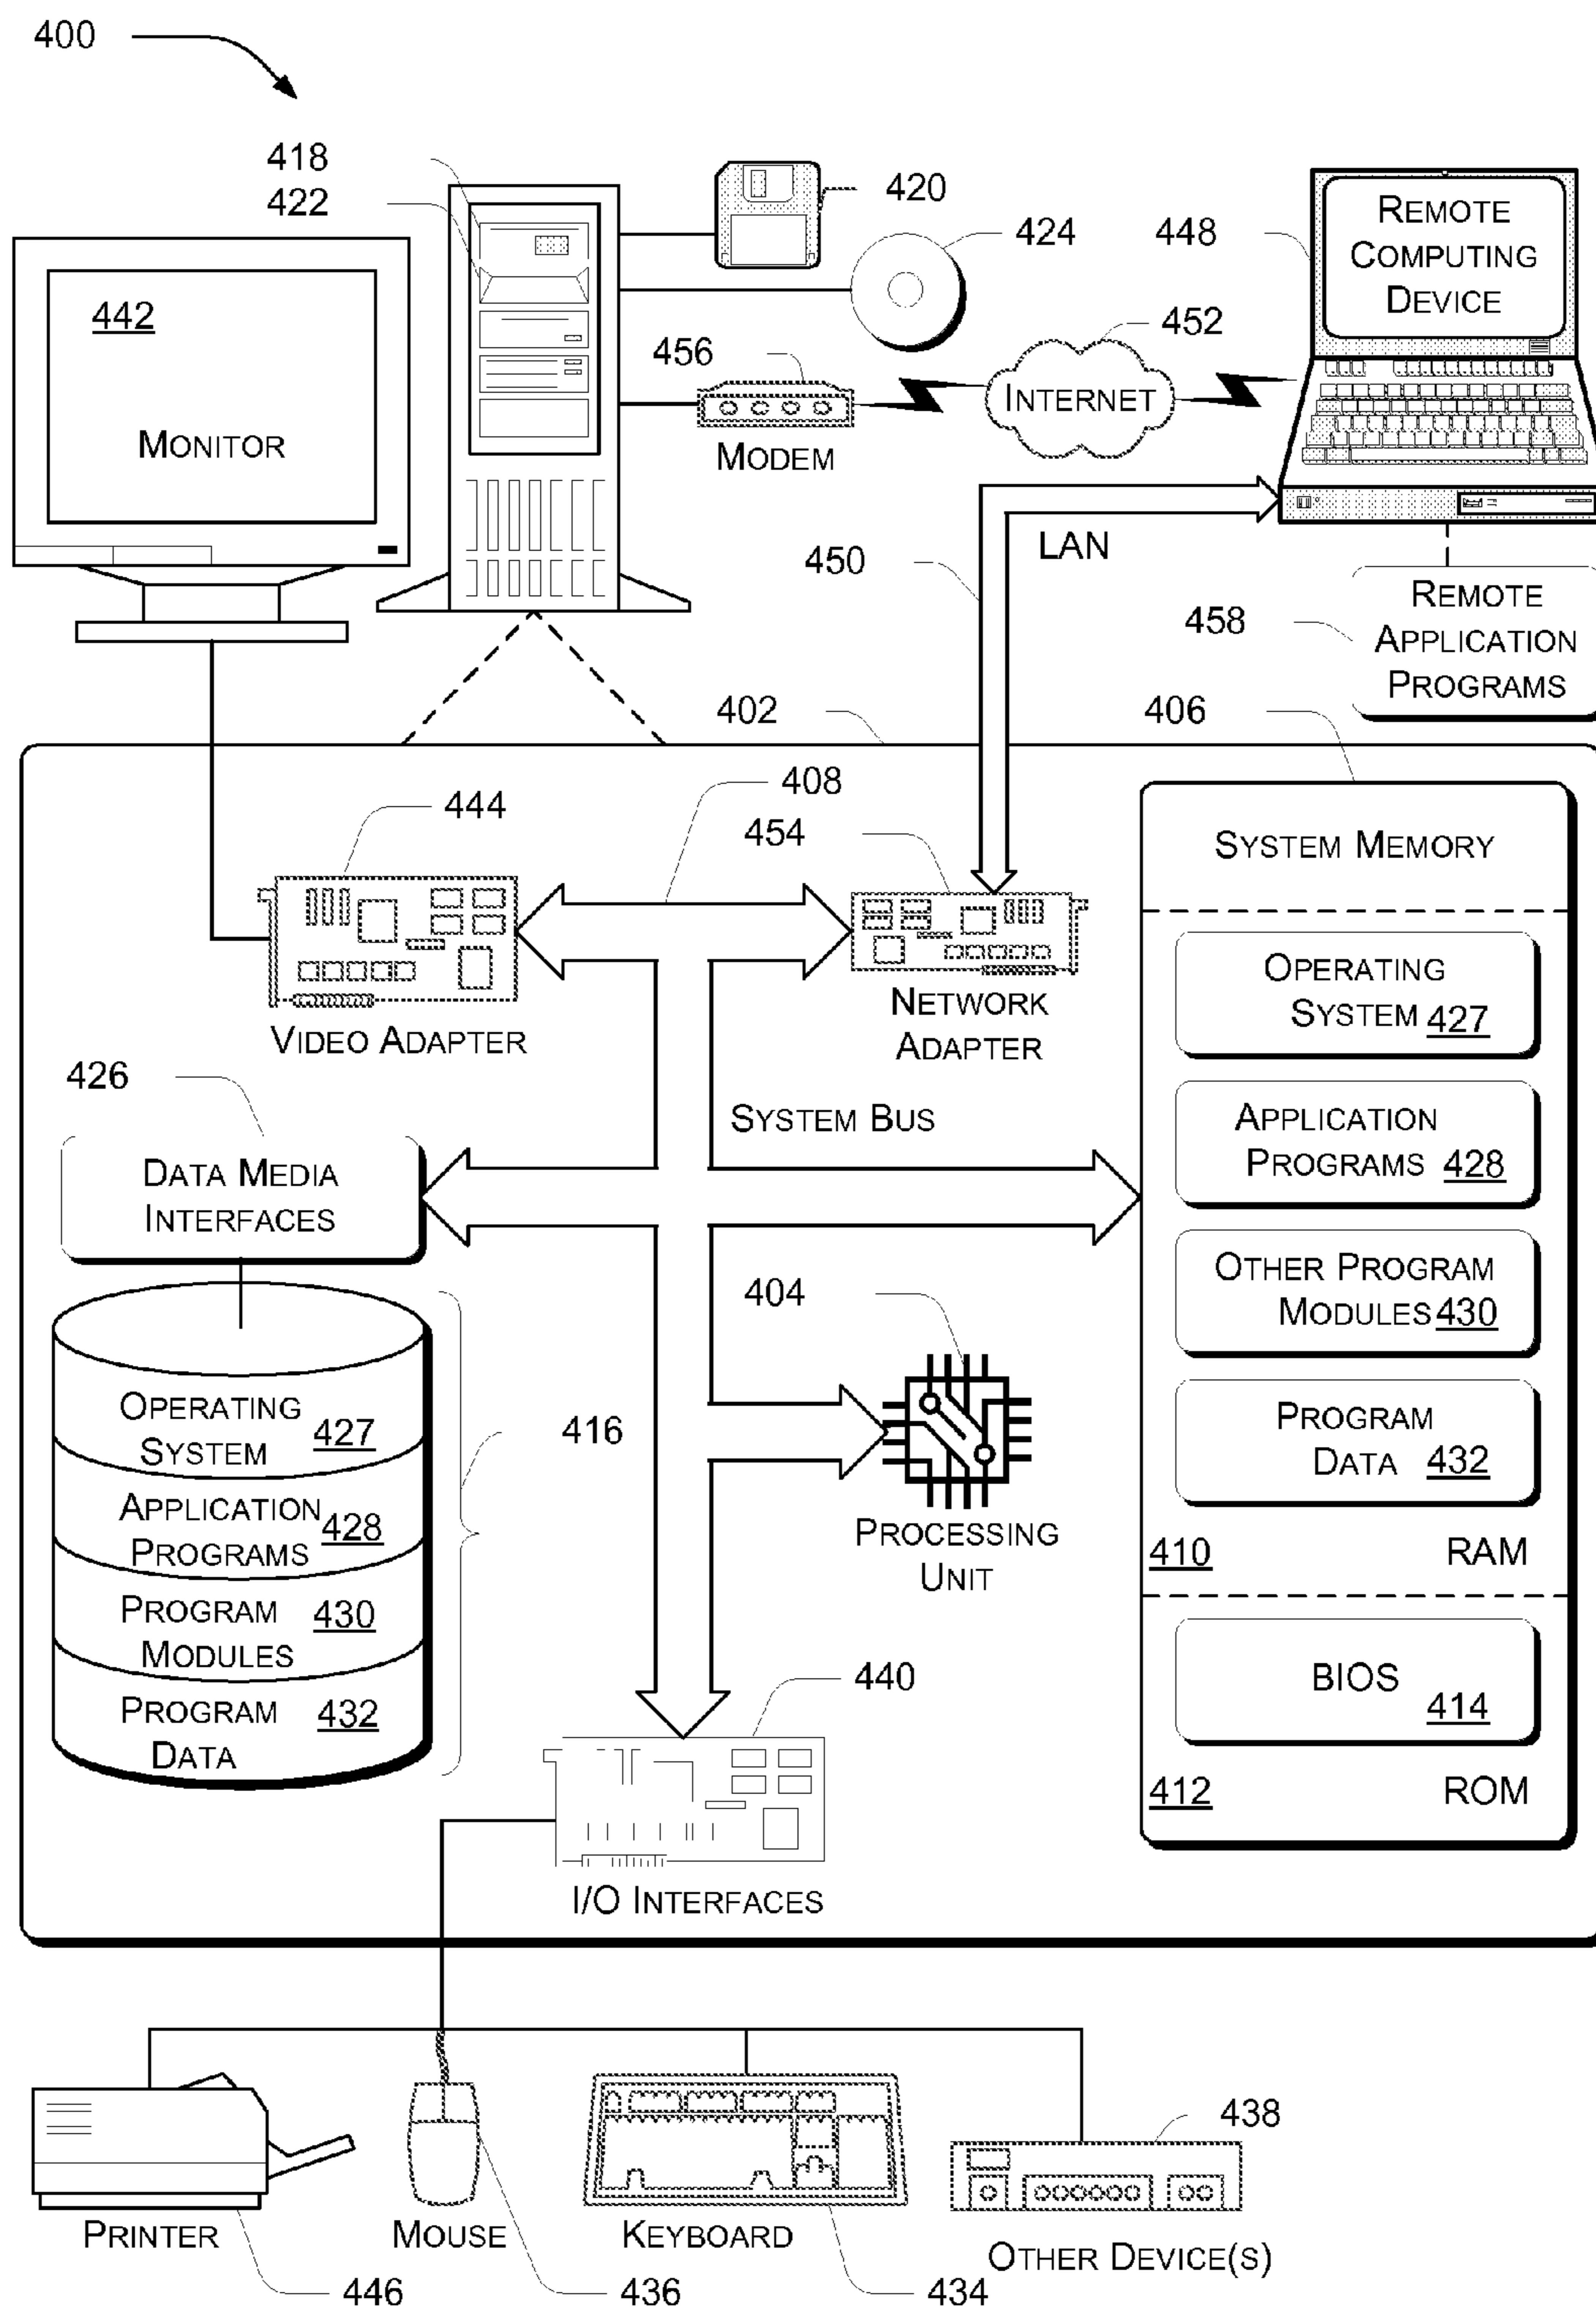 400
418
422
420
424
448
REMOTE
COMPUTING
DEVICE
442
MONITOR
456
MODEM
452
INTERNET
450
LAN
458
REMOTE
APPLICATION
PROGRAMS
402
406
408
444
454
VIDEO ADAPTER
NETWORK
ADAPTER
SYSTEM MEMORY
OPERATING
SYSTEM 427
APPLICATION
PROGRAMS 428
OTHER PROGRAM
MODULES 430
PROGRAM
DATA 432
410 RAM
BIOS
414
412 ROM
426
DATA MEDIA
INTERFACES
SYSTEM BUS
404
PROCESSING
UNIT
OPERATING
SYSTEM 427
APPLICATION
PROGRAMS 428
PROGRAM
MODULES 430
PROGRAM
DATA 432
416
440
I/O INTERFACES
PRINTER
446
MOUSE
436
KEYBOARD
434
438
OTHER DEVICE(S)